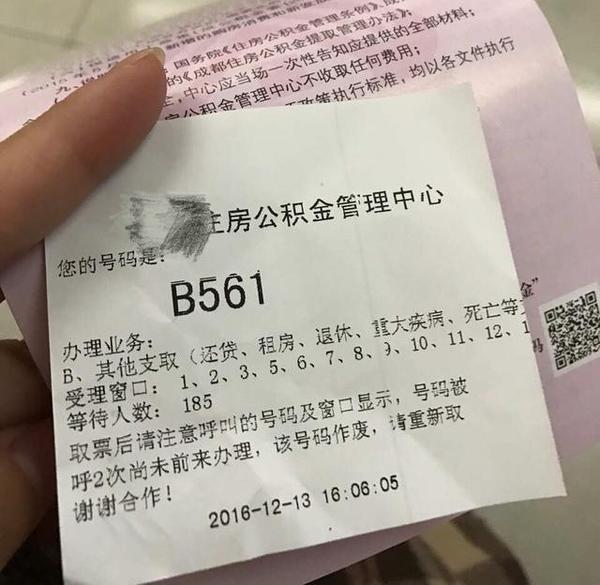 国务院《住房公积金管理条例》
的《成都住房公积金提取管理办法》；
中心应当场一次性告知应提供的全部材料；
公积金管理中心不收取任何费用；
政策执行标准，均以各文件执行
住房公积金管理中心
您的号码是：
B561
办理业务：
B、其他支取（还贷、租房、退休、重大疾病、死亡等
受理窗口： 1、2、3、5、6、7、8、9、10、11、12、1
等待人数： 185
取票后请注意呼叫的号码及窗口显示，号码被
呼2次尚未前来办理，该号码作废，请重新取
谢谢合作！
2016-12-13 16:06:05
金”
码